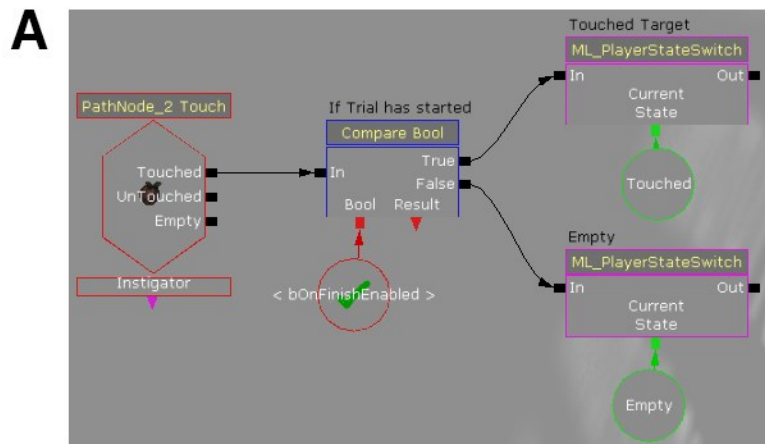 A
PathNode_2 Touch
Touched
UnTouched
Empty
Instigator
If Trial has started
Compare Bool
In
True
False
Bool Result
< bOnFinishEnabled >
Touched Target
ML_PlayerStateSwitch
In Out
Current
State
Touched
Empty
ML_PlayerStateSwitch
In Out
Current
State
Empty